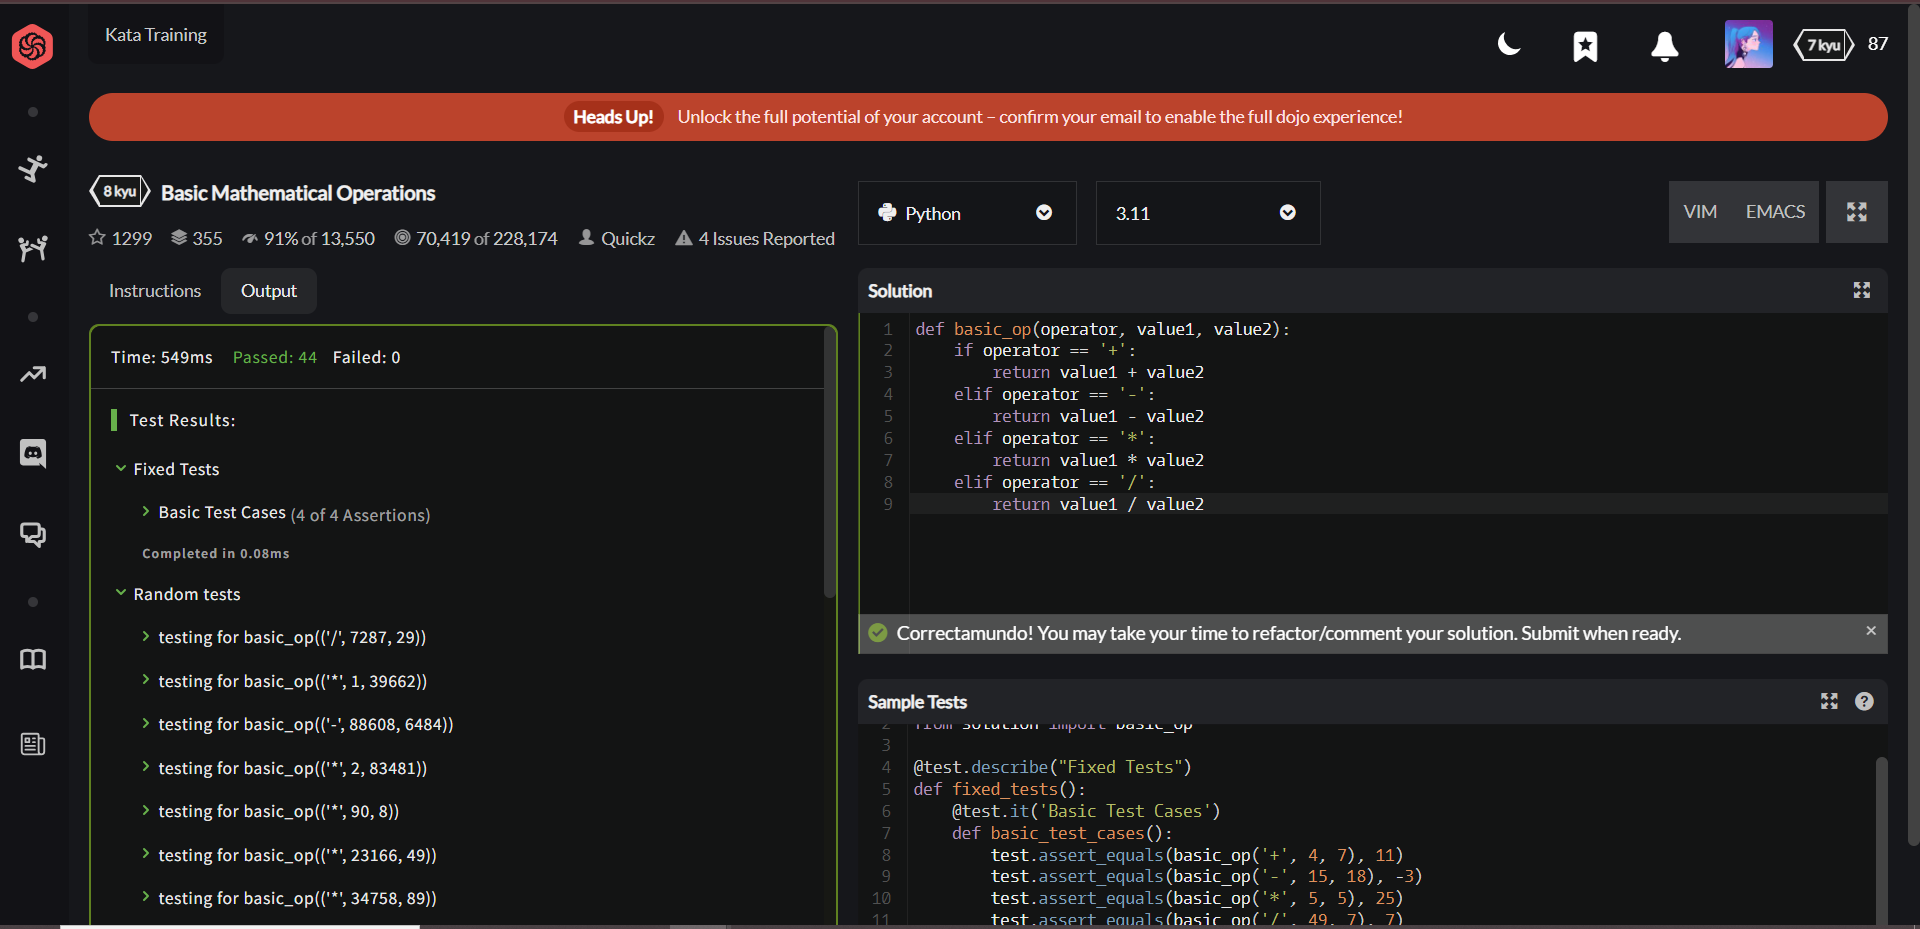 Kata Training
7 kyu 87
Heads Up! Unlock the full potential of your account – confirm your email to enable the full dojo experience!
8 kyu Basic Mathematical Operations
1299 355 91% of 13,550 70,419 of 228,174 Quickz 4 Issues Reported
Instructions Output
Time: 549ms Passed: 44 Failed: 0
Test Results:
Fixed Tests
Basic Test Cases (4 of 4 Assertions)
Completed in 0.08ms
Random tests
testing for basic_op(('/', 7287, 29))
testing for basic_op(('*', 1, 39662))
testing for basic_op(('-', 88608, 6484))
testing for basic_op(('*', 2, 83481))
testing for basic_op(('*', 90, 8))
testing for basic_op(('*', 23166, 49))
testing for basic_op(('*', 34758, 89))
Python 3.11 VIM EMACS
Solution
1 def basic_op(operator, value1, value2):
2 if operator == '+':
3 return value1 + value2
4 elif operator == '-':
5 return value1 - value2
6 elif operator == '*':
7 return value1 * value2
8 elif operator == '/':
9 return value1 / value2
Correctamundo! You may take your time to refactor/comment your solution. Submit when ready. ×
Sample Tests
2 from solution import basic_op
3
4 @test.describe("Fixed Tests")
5 def fixed_tests():
6 @test.it('Basic Test Cases')
7 def basic_test_cases():
8 test.assert_equals(basic_op('+', 4, 7), 11)
9 test.assert_equals(basic_op('-', 15, 18), -3)
10 test.assert_equals(basic_op('*', 5, 5), 25)
11 test.assert_equals(basic_op('/', 49, 7), 7)